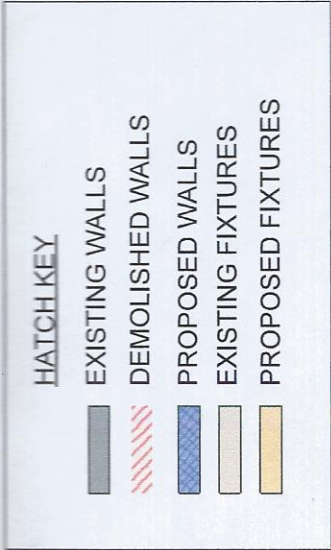 HATCH KEY
EXISTING WALLS
DEMOLISHED WALLS
PROPOSED WALLS
EXISTING FIXTURES
PROPOSED FIXTURES